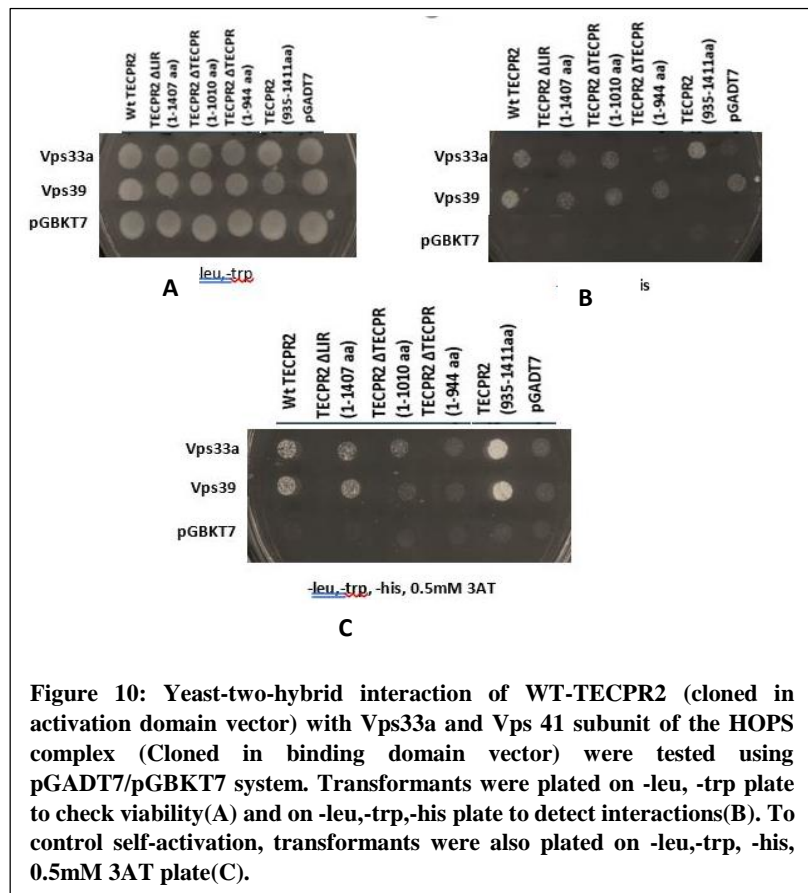 Wt TECPR2
TECPR2 ΔLIR
(1-1407 aa)
TECPR2 ΔTECPR
(1-1010 aa)
TECPR2 ΔTECPR
(1-944 aa)
TECPR2
(935-1411aa)
pGADT7
Vps33a
Vps39
pGBKT7
leu,-trp
A
Wt TECPR2
TECPR2 ΔLIR
(1-1407 aa)
TECPR2 ΔTECPR
(1-1010 aa)
TECPR2 ΔTECPR
(1-944 aa)
TECPR2
(935-1411aa)
pGADT7
Vps33a
Vps39
pGBKT7
- is
B
Wt TECPR2
TECPR2 ΔLIR
(1-1407 aa)
TECPR2 ΔTECPR
(1-1010 aa)
TECPR2 ΔTECPR
(1-944 aa)
TECPR2
(935-1411aa)
pGADT7
Vps33a
Vps39
pGBKT7
-leu,-trp, -his, 0.5mM 3AT
C
Figure 10: Yeast-two-hybrid interaction of WT-TECPR2 (cloned in
activation domain vector) with Vps33a and Vps 41 subunit of the HOPS
complex (Cloned in binding domain vector) were tested using
pGADT7/pGBKT7 system. Transformants were plated on -leu, -trp plate
to check viability(A) and on -leu,-trp,-his plate to detect interactions(B). To
control self-activation, transformants were also plated on -leu,-trp, -his,
0.5mM 3AT plate(C).